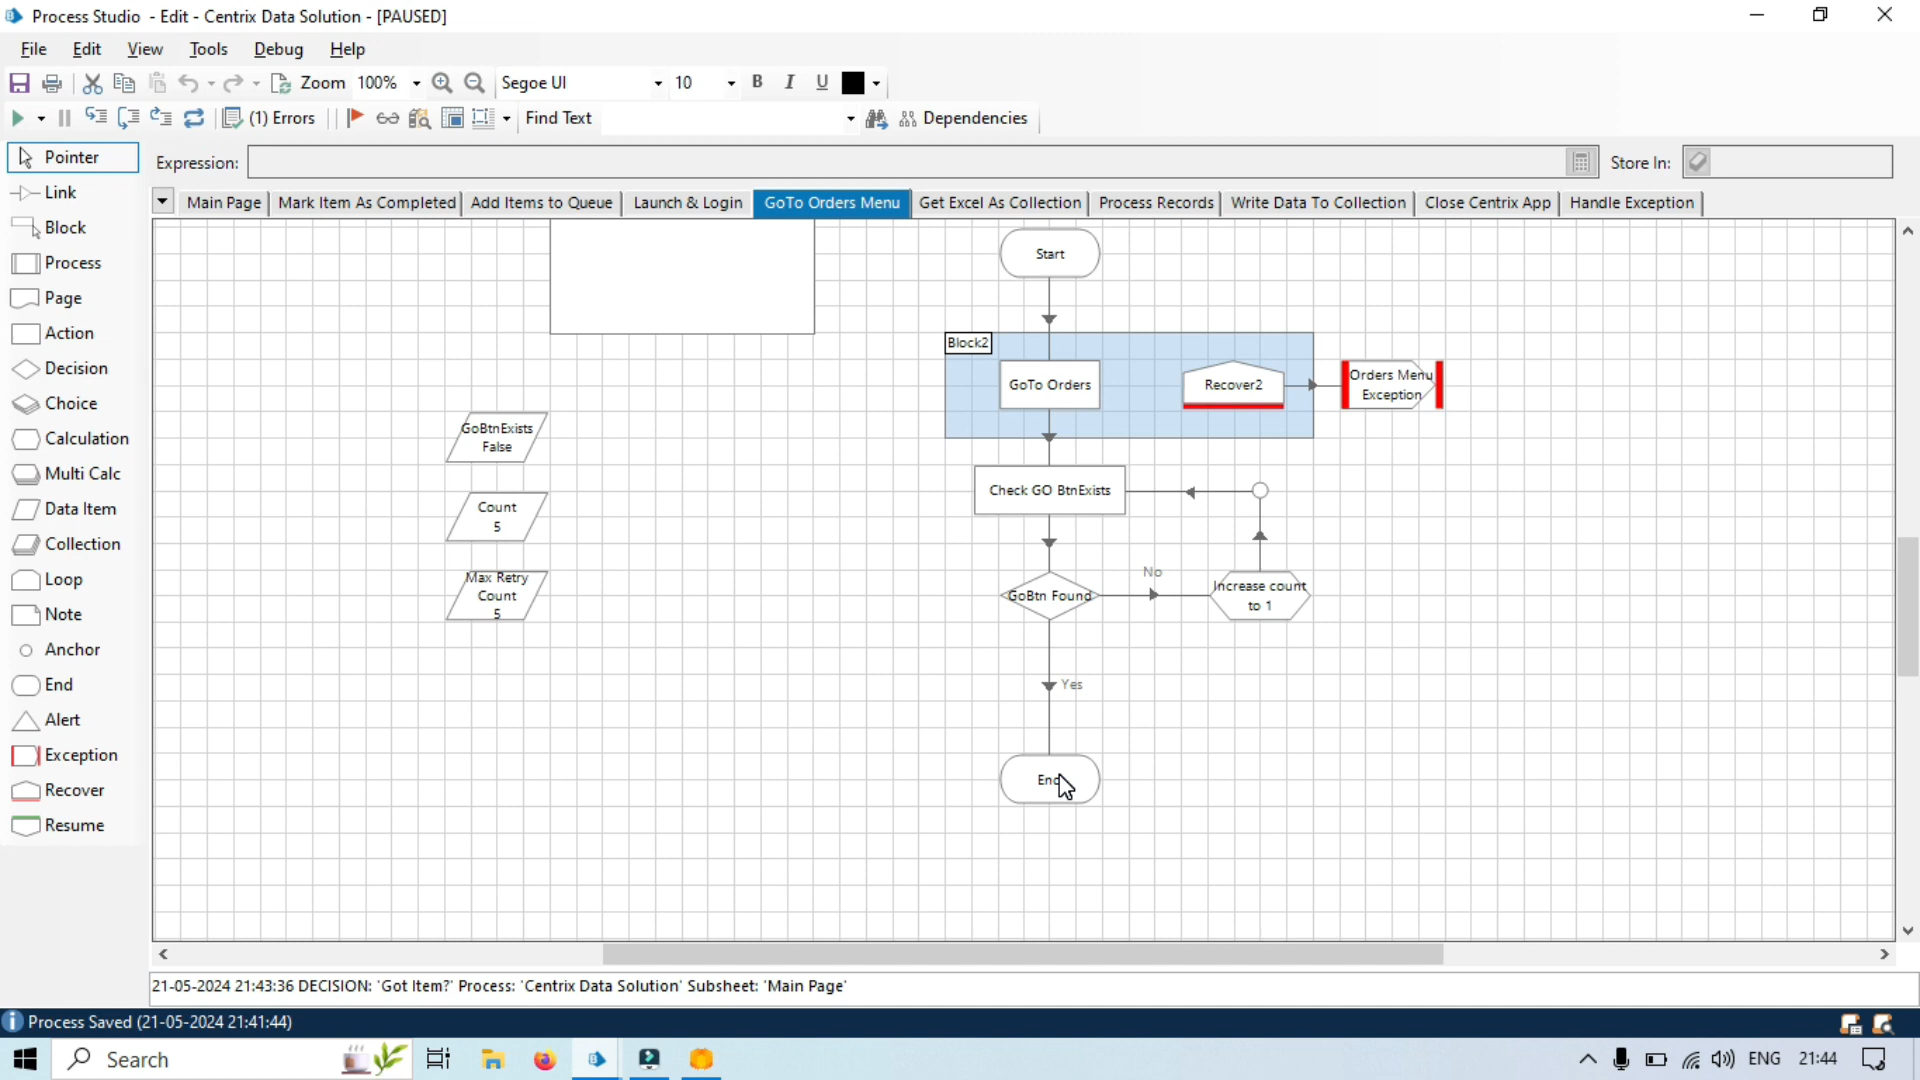 Process Studio - Edit - Centrix Data Solution - [PAUSED]
File Edit View Tools Debug Help
Zoom 100% Segoe UI 10 B I U
(1) Errors Find Text Dependencies
Pointer
Expression: Store In:
Link
Main Page Mark Item As Completed Add Items to Queue Launch & Login GoTo Orders Menu Get Excel As Collection Process Records Write Data To Collection Close Centrix App Handle Exception
Block
Process
Page
Action
Decision
Choice
Calculation
Multi Calc
Data Item
Collection
Loop
Note
Anchor
End
Alert
Exception
Recover
Resume
Start
Block2
GoTo Orders
Recover2
Orders Menu
Exception
GoBtnExists
False
Count
5
Max Retry
Count
5
Check GO BtnExists
GoBtn Found
No
Increase count
to 1
Yes
End
21-05-2024 21:43:36 DECISION: 'Got Item?' Process: 'Centrix Data Solution' Subsheet: 'Main Page'
Process Saved (21-05-2024 21:41:44)
Search ENG 21:44